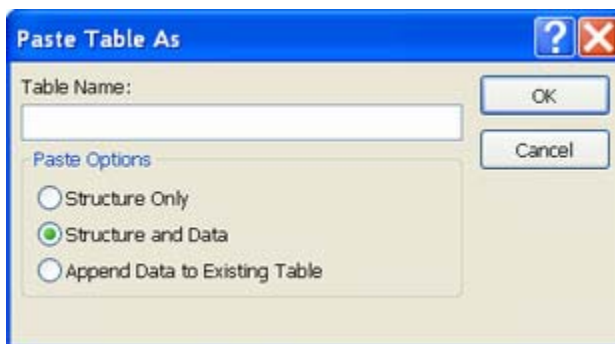 Paste Table As
?
Table Name:
OK
Cancel
Paste Options
Structure Only
Structure and Data
Append Data to Existing Table